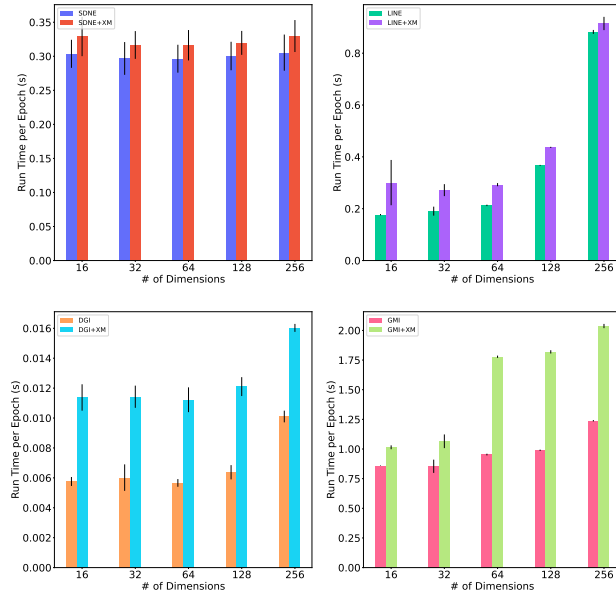 SDNE
SDNE+XM
Run Time per Epoch (s)
0.35
0.30
0.25
0.20
0.15
0.10
0.05
0.00
16 32 64 128 256
# of Dimensions
LINE
LINE+XM
Run Time per Epoch (s)
0.8
0.6
0.4
0.2
0.0
16 32 64 128 256
# of Dimensions
DGI
DGI+XM
Run Time per Epoch (s)
0.016
0.014
0.012
0.010
0.008
0.006
0.004
0.002
0.000
16 32 64 128 256
# of Dimensions
GMI
GMI+XM
Run Time per Epoch (s)
2.00
1.75
1.50
1.25
1.00
0.75
0.50
0.25
0.00
16 32 64 128 256
# of Dimensions